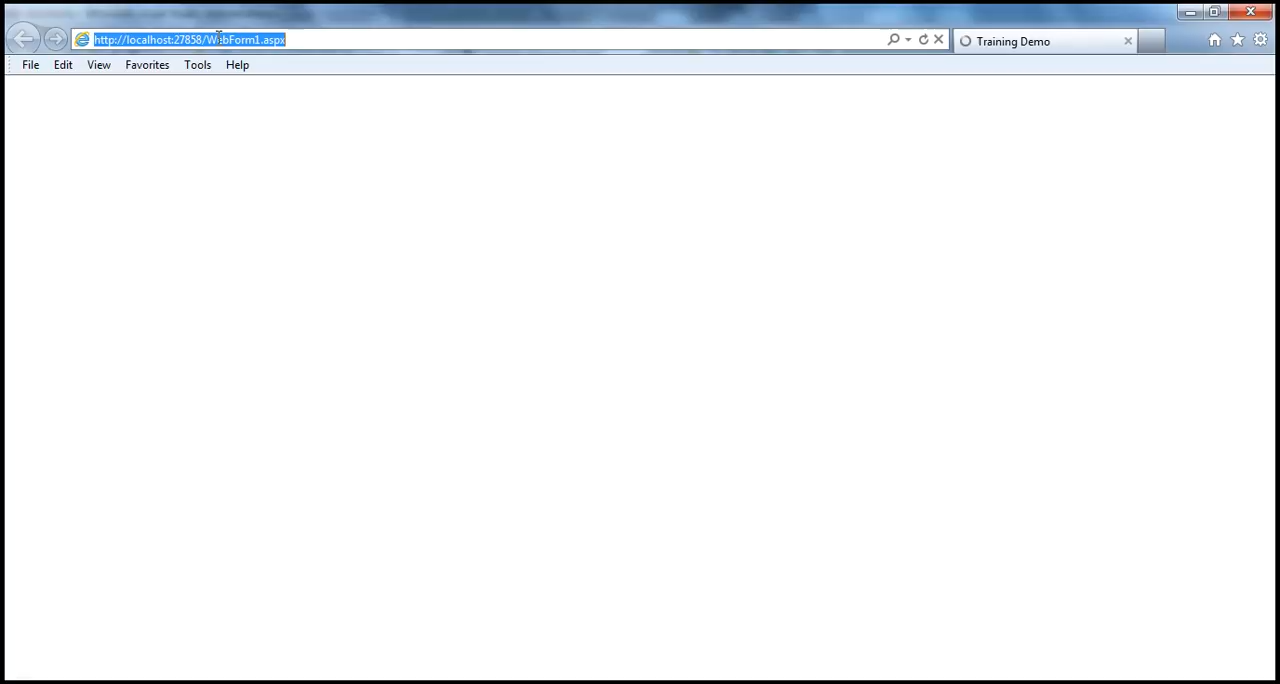 http://localhost:27858/WebForm1.aspx
Training Demo
File Edit View Favorites Tools Help